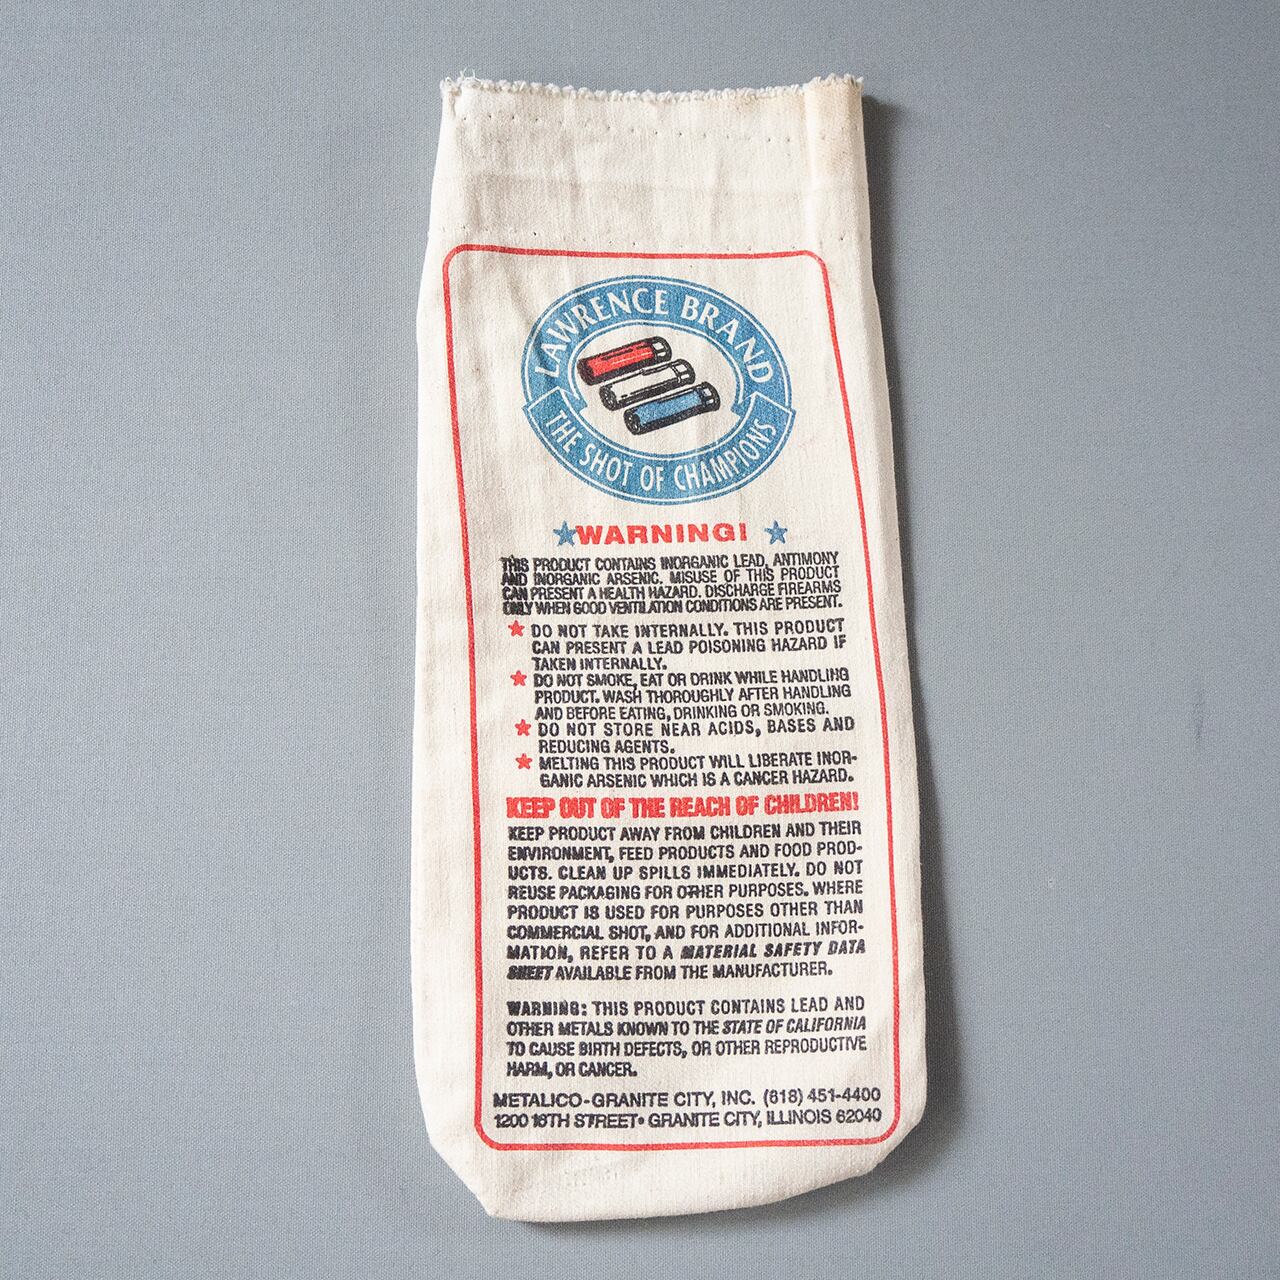 LAWRENCE BRAND
THE SHOT OF CHAMPIONS
WARNING!
THIS PRODUCT CONTAINS INORGANIC LEAD, ANTIMONY
AND INORGANIC ARSENIC. MISUSE OF THIS PRODUCT
CAN PRESENT A HEALTH HAZARD. DISCHARGE FIREARMS
ONLY WHEN GOOD VENTILATION CONDITIONS ARE PRESENT.
DO NOT TAKE INTERNALLY. THIS PRODUCT
CAN PRESENT A LEAD POISONING HAZARD IF
TAKEN INTERNALLY.
DO NOT SMOKE, EAT OR DRINK WHILE HANDLING
PRODUCT. WASH THOROUGHLY AFTER HANDLING
AND BEFORE EATING, DRINKING OR SMOKING.
DO NOT STORE NEAR ACIDS, BASES AND
REDUCING AGENTS.
MELTING THIS PRODUCT WILL LIBERATE INOR-
GANIC ARSENIC WHICH IS A CANCER HAZARD.
KEEP OUT OF THE REACH OF CHILDREN!
KEEP PRODUCT AWAY FROM CHILDREN AND THEIR
ENVIRONMENT, FEED PRODUCTS AND FOOD PROD-
UCTS. CLEAN UP SPILLS IMMEDIATELY. DO NOT
REUSE PACKAGING FOR OTHER PURPOSES. WHERE
PRODUCT IS USED FOR PURPOSES OTHER THAN
COMMERCIAL SHOT, AND FOR ADDITIONAL INFOR-
MATION, REFER TO A MATERIAL SAFETY DATA
SHEET AVAILABLE FROM THE MANUFACTURER.
WARNING: THIS PRODUCT CONTAINS LEAD AND
OTHER METALS KNOWN TO THE STATE OF CALIFORNIA
TO CAUSE BIRTH DEFECTS, OR OTHER REPRODUCTIVE
HARM, OR CANCER.
METALICO-GRANITE CITY, INC. (618) 451-4400
1200 16TH STREET• GRANITE CITY, ILLINOIS 62040